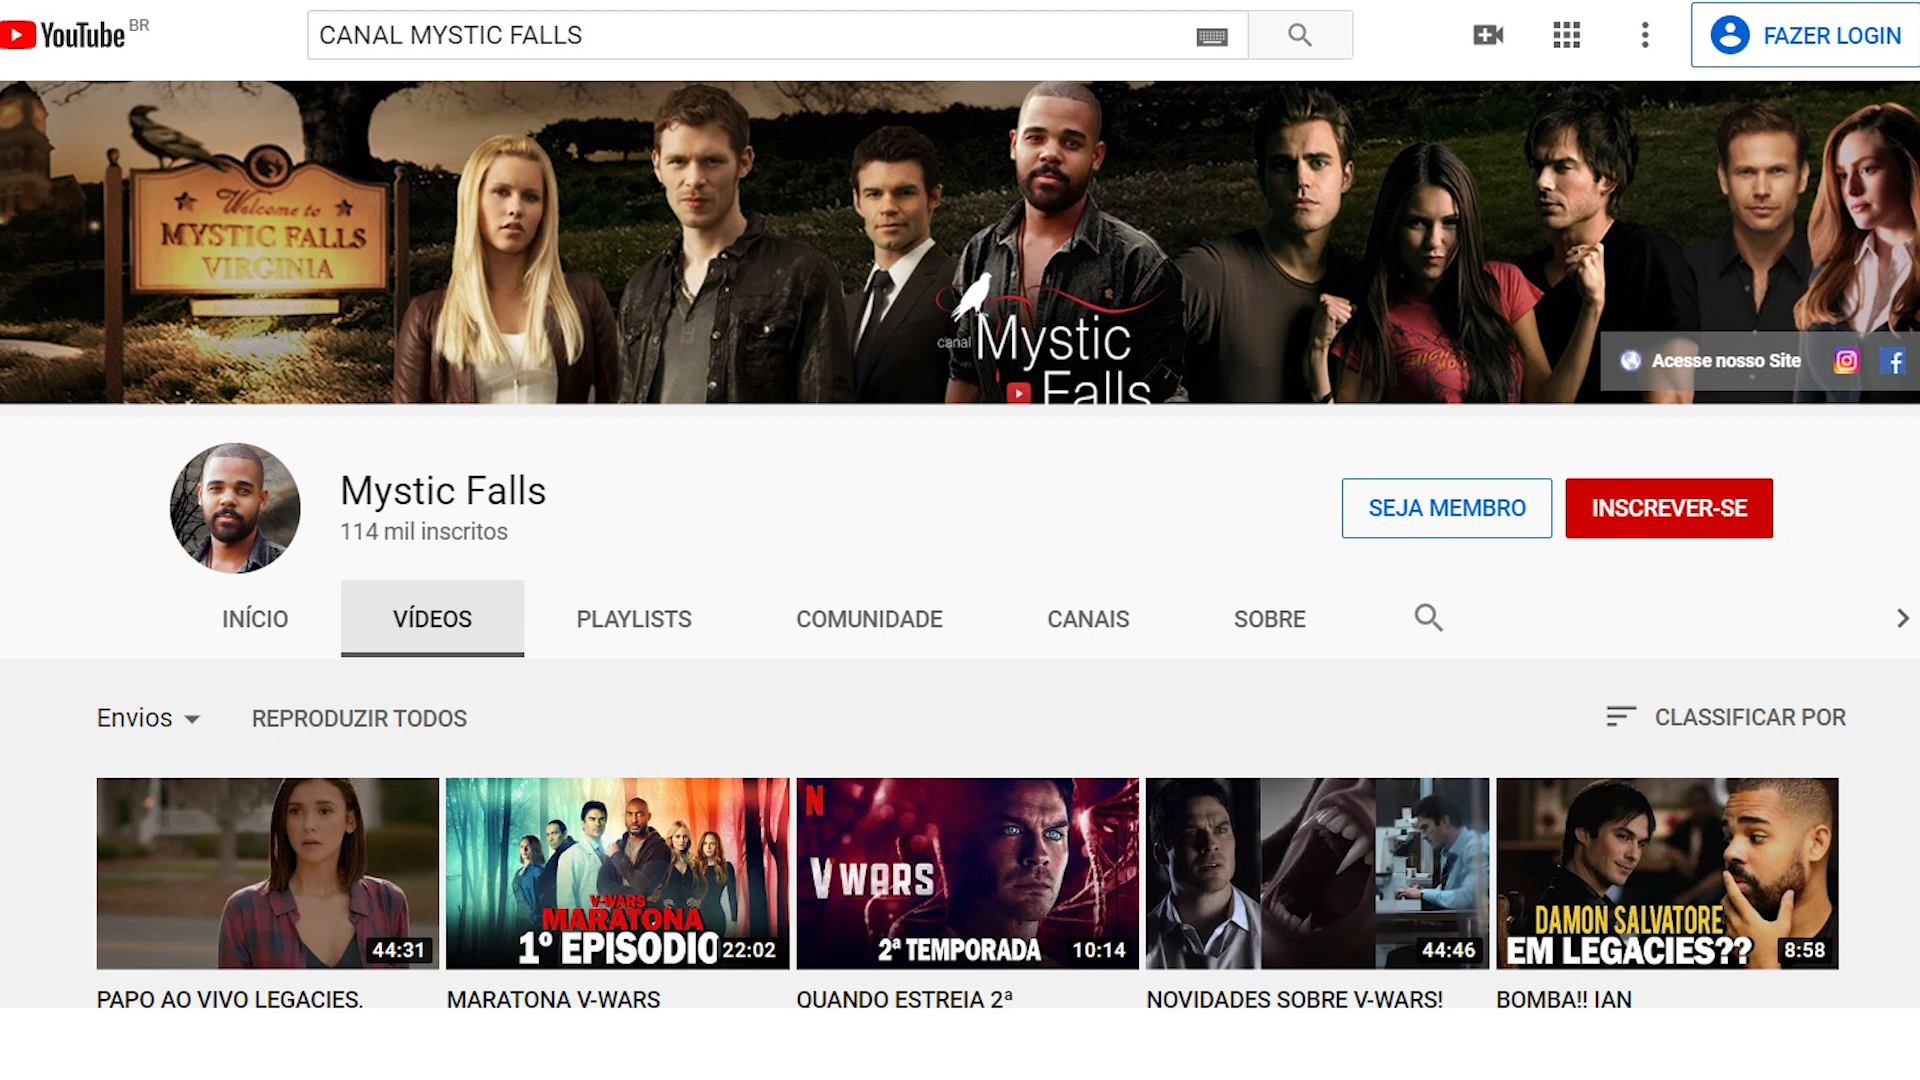 YouTube BR
CANAL MYSTIC FALLS
FAZER LOGIN
Welcome to
MYSTIC FALLS
VIRGINIA
canal Mystic
Falls
Acesse nosso Site
Mystic Falls
114 mil inscritos
SEJA MEMBRO
INSCREVER-SE
INÍCIO
VÍDEOS
PLAYLISTS
COMUNIDADE
CANAIS
SOBRE
Envios
REPRODUZIR TODOS
CLASSIFICAR POR
44:31
V-WARS
MARATONA
1º EPISÓDIO
22:02
N
V WARS
2ª TEMPORADA
10:14
44:46
DAMON SALVATORE
EM LEGACIES??
8:58
PAPO AO VIVO LEGACIES.
MARATONA V-WARS
QUANDO ESTREIA 2ª
NOVIDADES SOBRE V-WARS!
BOMBA!! IAN